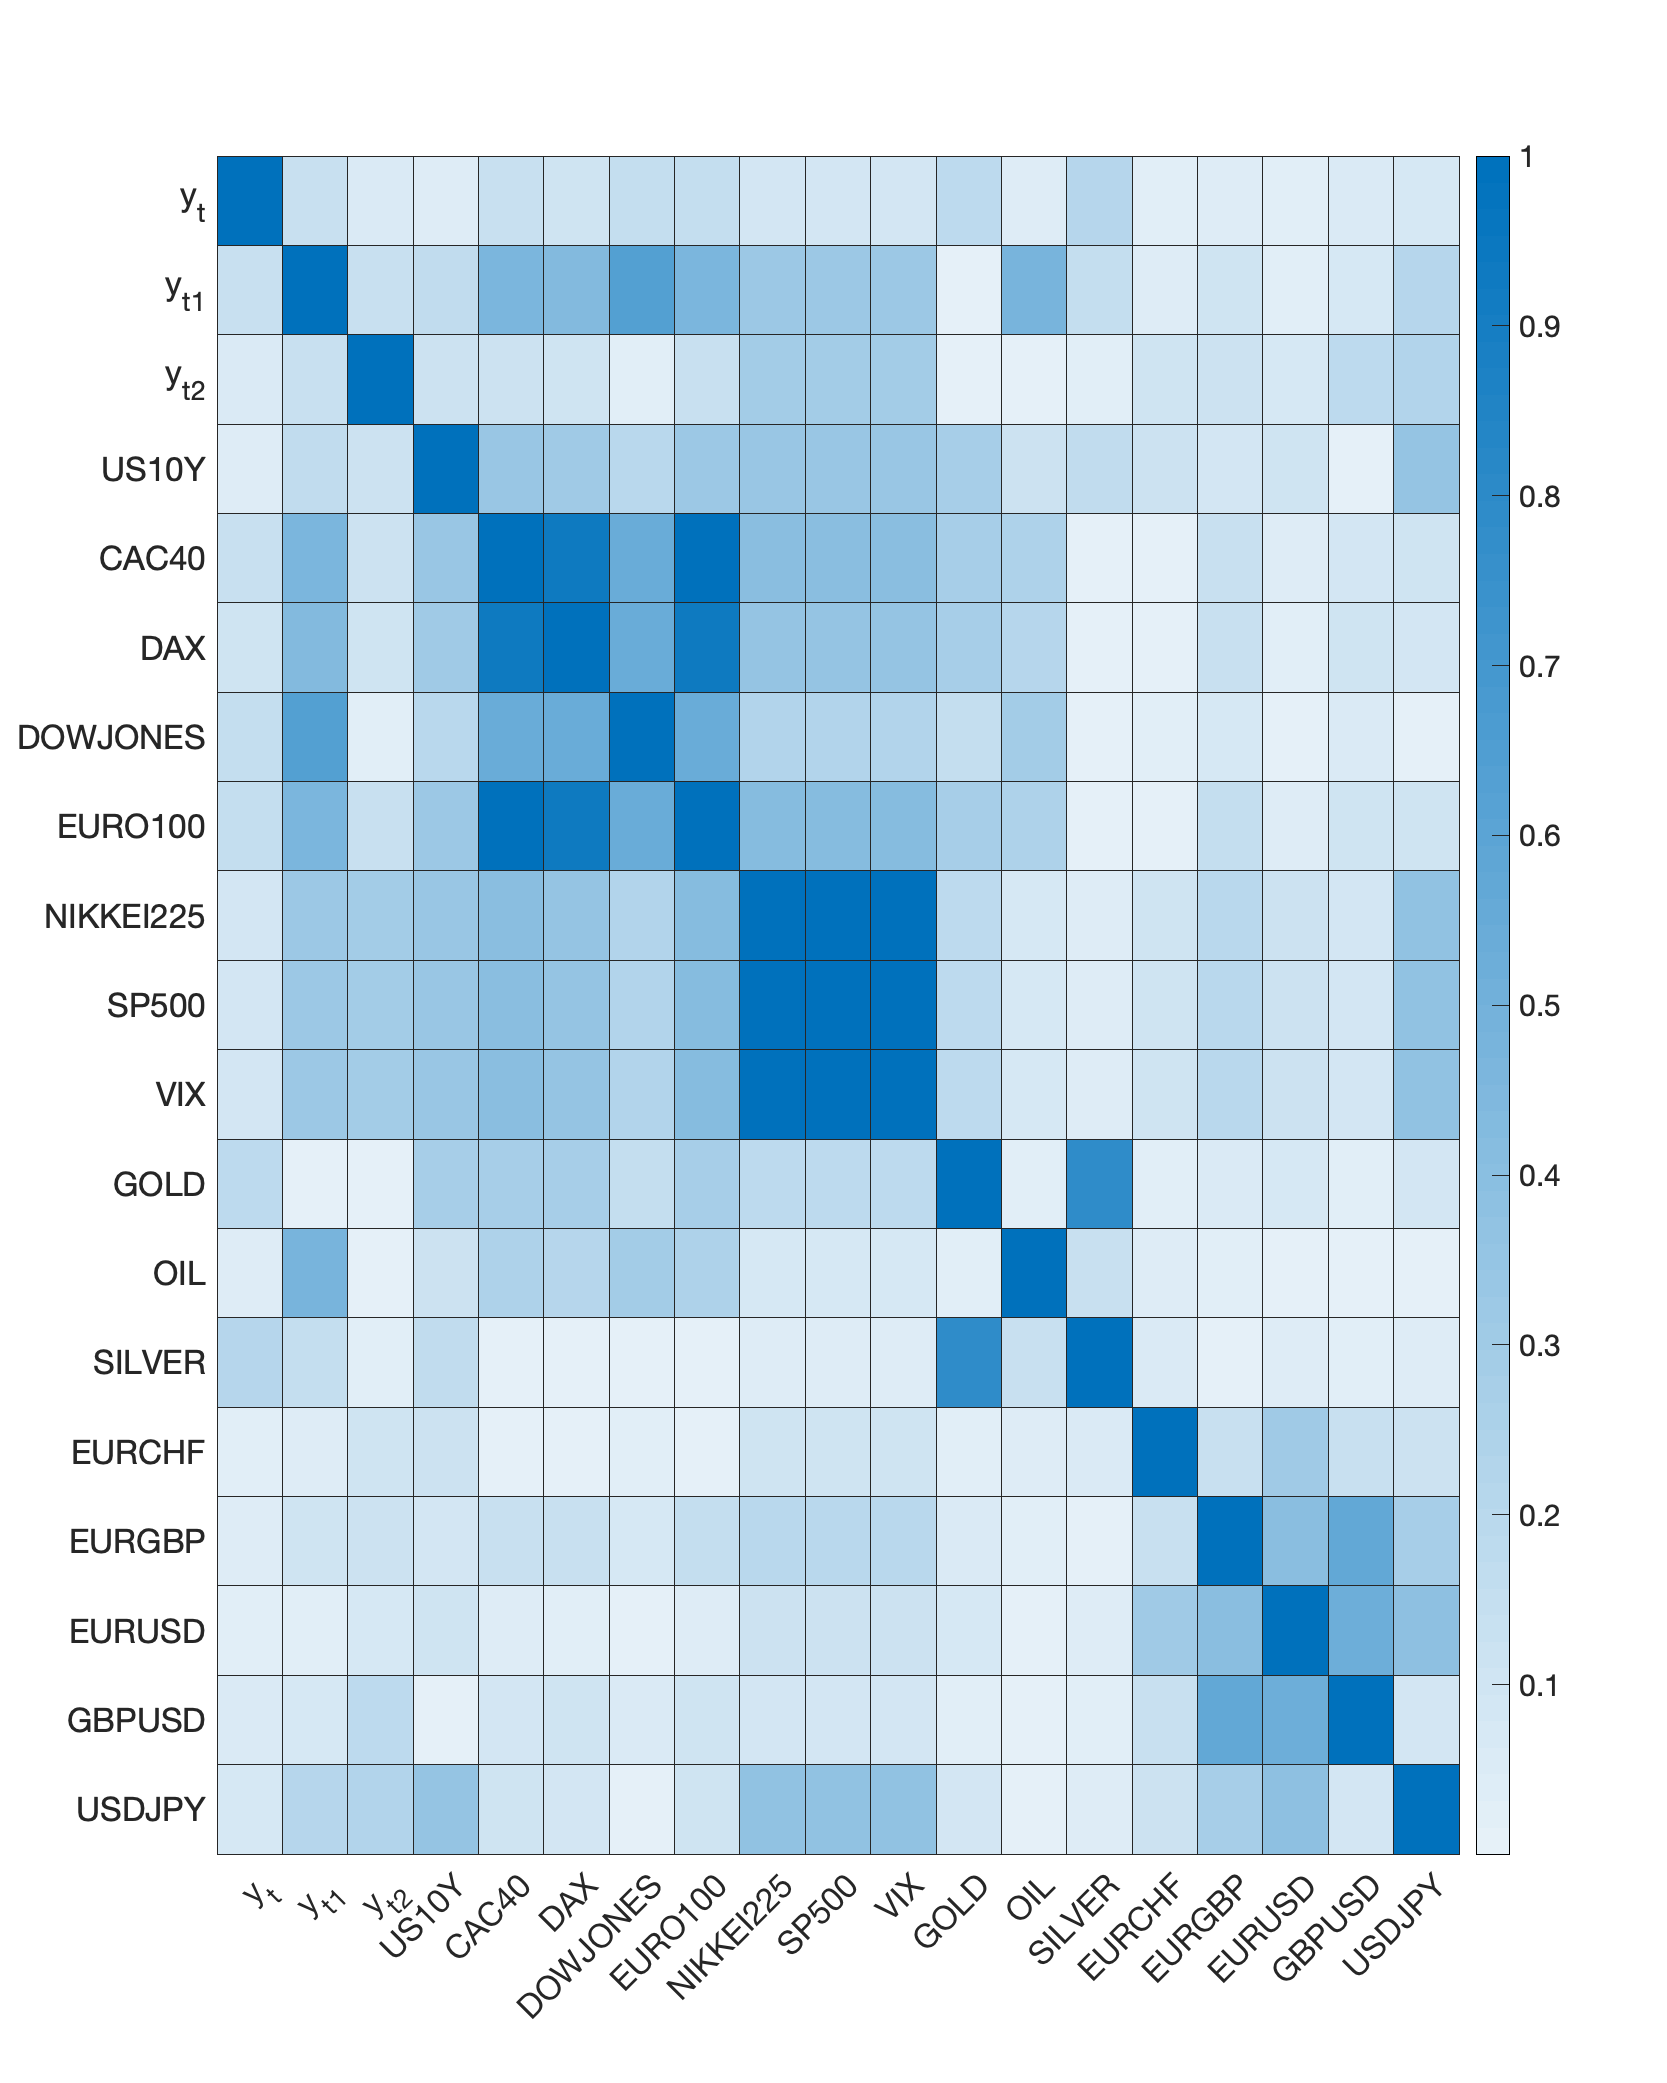 y_t
y_t1
y_t2
US10Y
CAC40
DAX
DOWJONES
EURO100
NIKKEI225
SP500
VIX
GOLD
OIL
SILVER
EURCHF
EURGBP
EURUSD
GBPUSD
USDJPY
1
0.9
0.8
0.7
0.6
0.5
0.4
0.3
0.2
0.1
y_t
y_t1
y_t2
US10Y
CAC40
DAX
DOWJONES
EURO100
NIKKEI225
SP500
VIX
GOLD
OIL
SILVER
EURCHF
EURGBP
EURUSD
GBPUSD
USDJPY